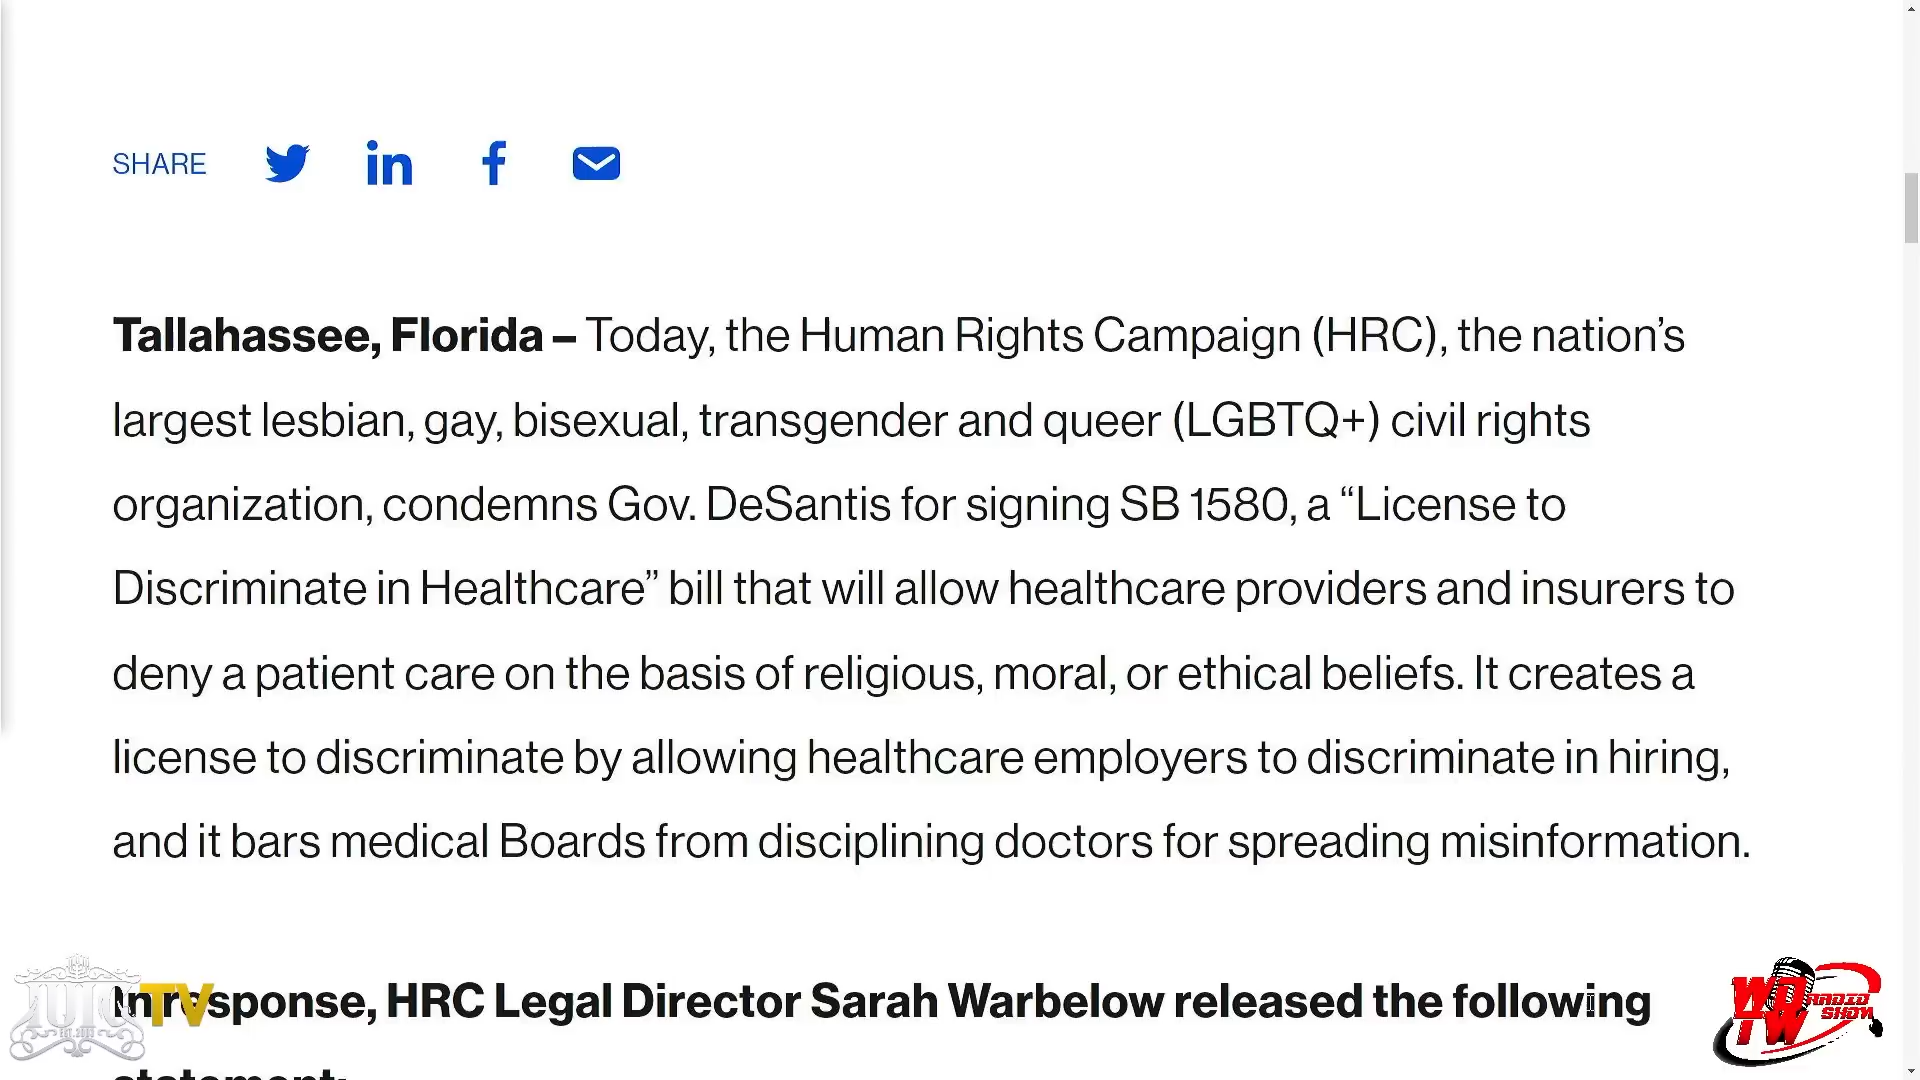 SHARE
Tallahassee, Florida – Today, the Human Rights Campaign (HRC), the nation’s
largest lesbian, gay, bisexual, transgender and queer (LGBTQ+) civil rights
organization, condemns Gov. DeSantis for signing SB 1580, a “License to
Discriminate in Healthcare” bill that will allow healthcare providers and insurers to
deny a patient care on the basis of religious, moral, or ethical beliefs. It creates a
license to discriminate by allowing healthcare employers to discriminate in hiring,
and it bars medical Boards from disciplining doctors for spreading misinformation.
In response, HRC Legal Director Sarah Warbelow released the following
statement:
IUIC TV
RADIO
SHOW